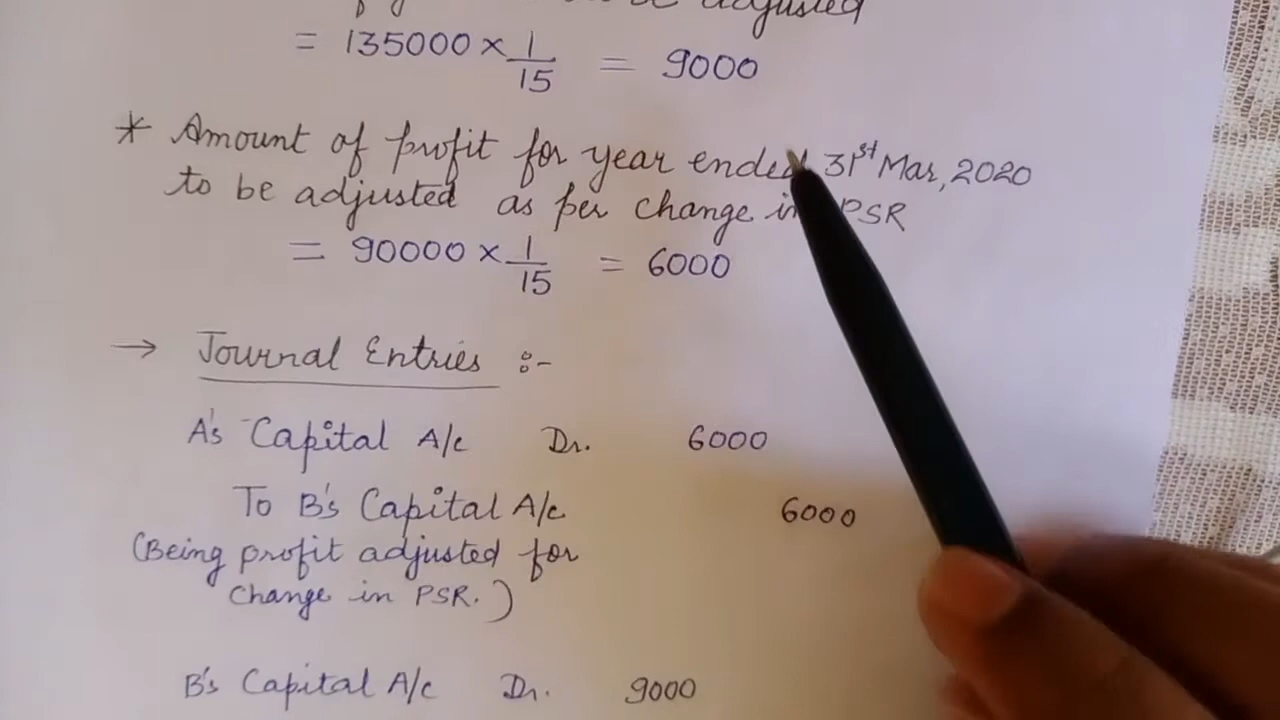 be adjusted
= 135000 × 1/15 = 9000
* Amount of profit for year ended 31st Mar, 2020
to be adjusted as per change in PSR
= 90000 × 1/15 = 6000
→ Journal Entries :-
A's Capital A/c Dr. 6000
To B's Capital A/c 6000
(Being profit adjusted for
change in PSR.)
B's Capital A/c Dr. 9000